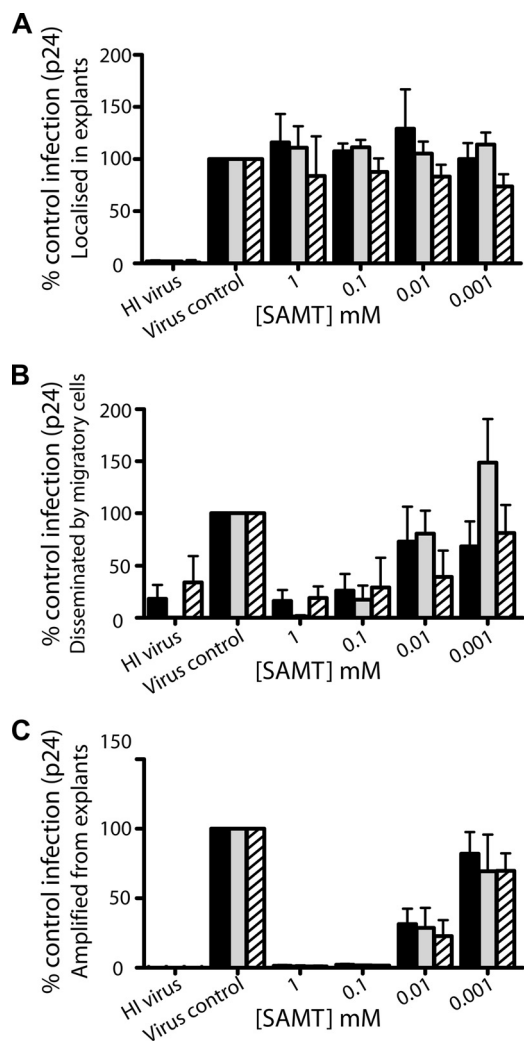 A
% control infection (p24)
Localised in explants
200
150
100
50
0
HI virus
Virus control
1
0.1
0.01
0.001
[SAMT] mM
B
% control infection (p24)
Disseminated by migratory cells
200
150
100
50
0
HI virus
Virus control
1
0.1
0.01
0.001
[SAMT] mM
C
% control infection (p24)
Amplified from explants
150
100
50
0
HI virus
Virus control
1
0.1
0.01
0.001
[SAMT] mM